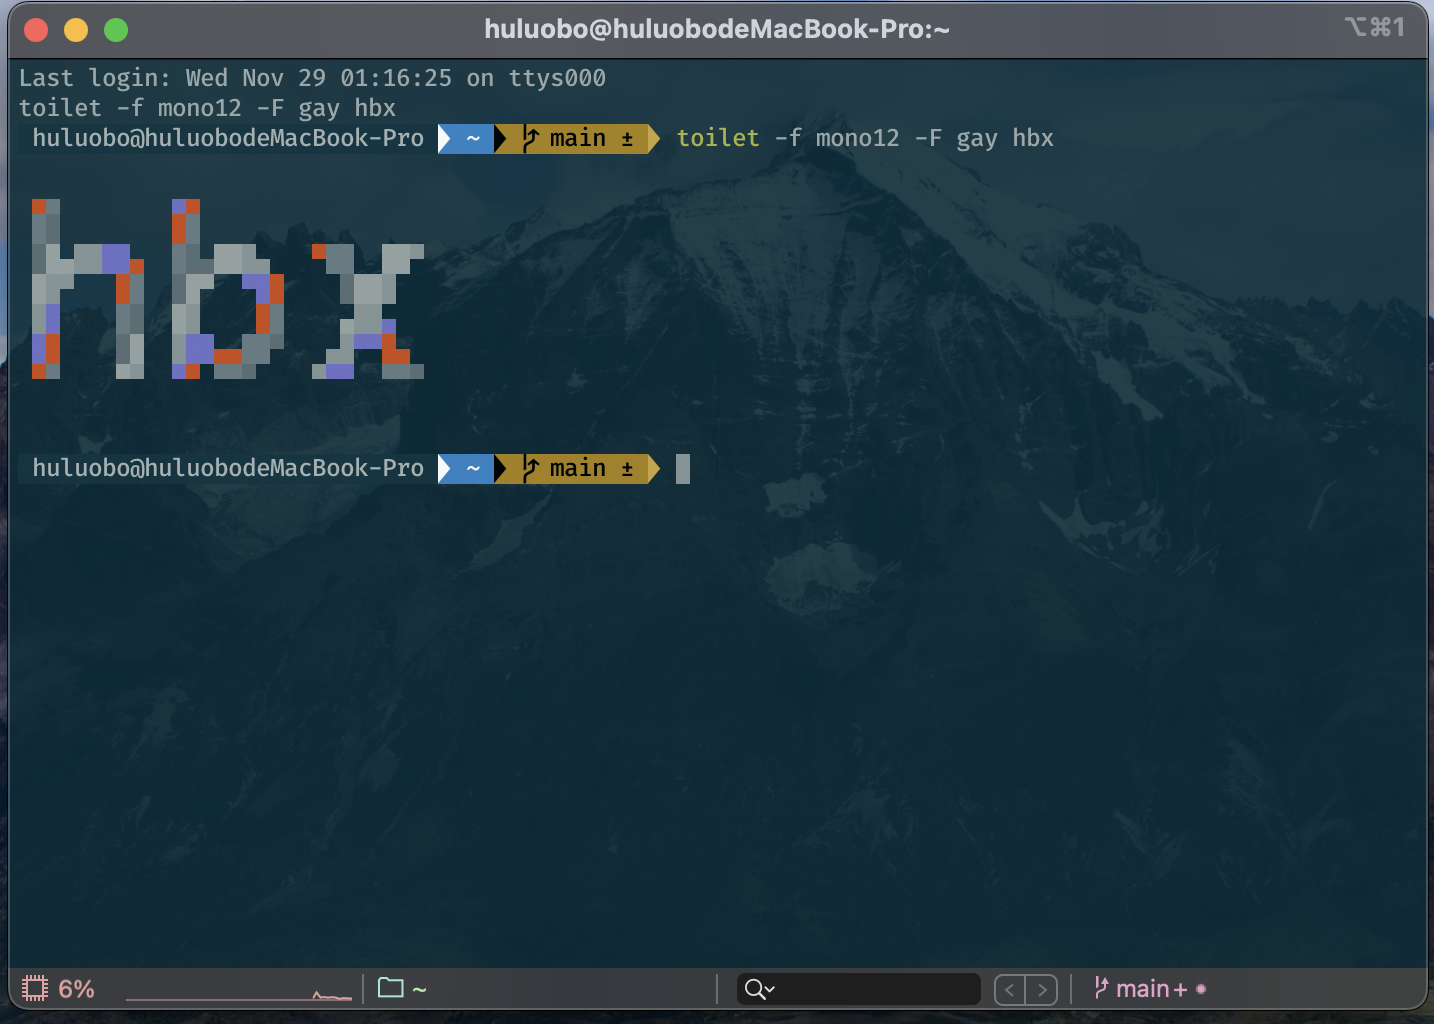 huluobo@huluobodeMacBook-Pro:~ ⌥⌘1
Last login: Wed Nov 29 01:16:25 on ttys000
toilet -f mono12 -F gay hbx
huluobo@huluobodeMacBook-Pro ~ main ± toilet -f mono12 -F gay hbx
hbx
huluobo@huluobodeMacBook-Pro ~ main ±
6% ~ main+